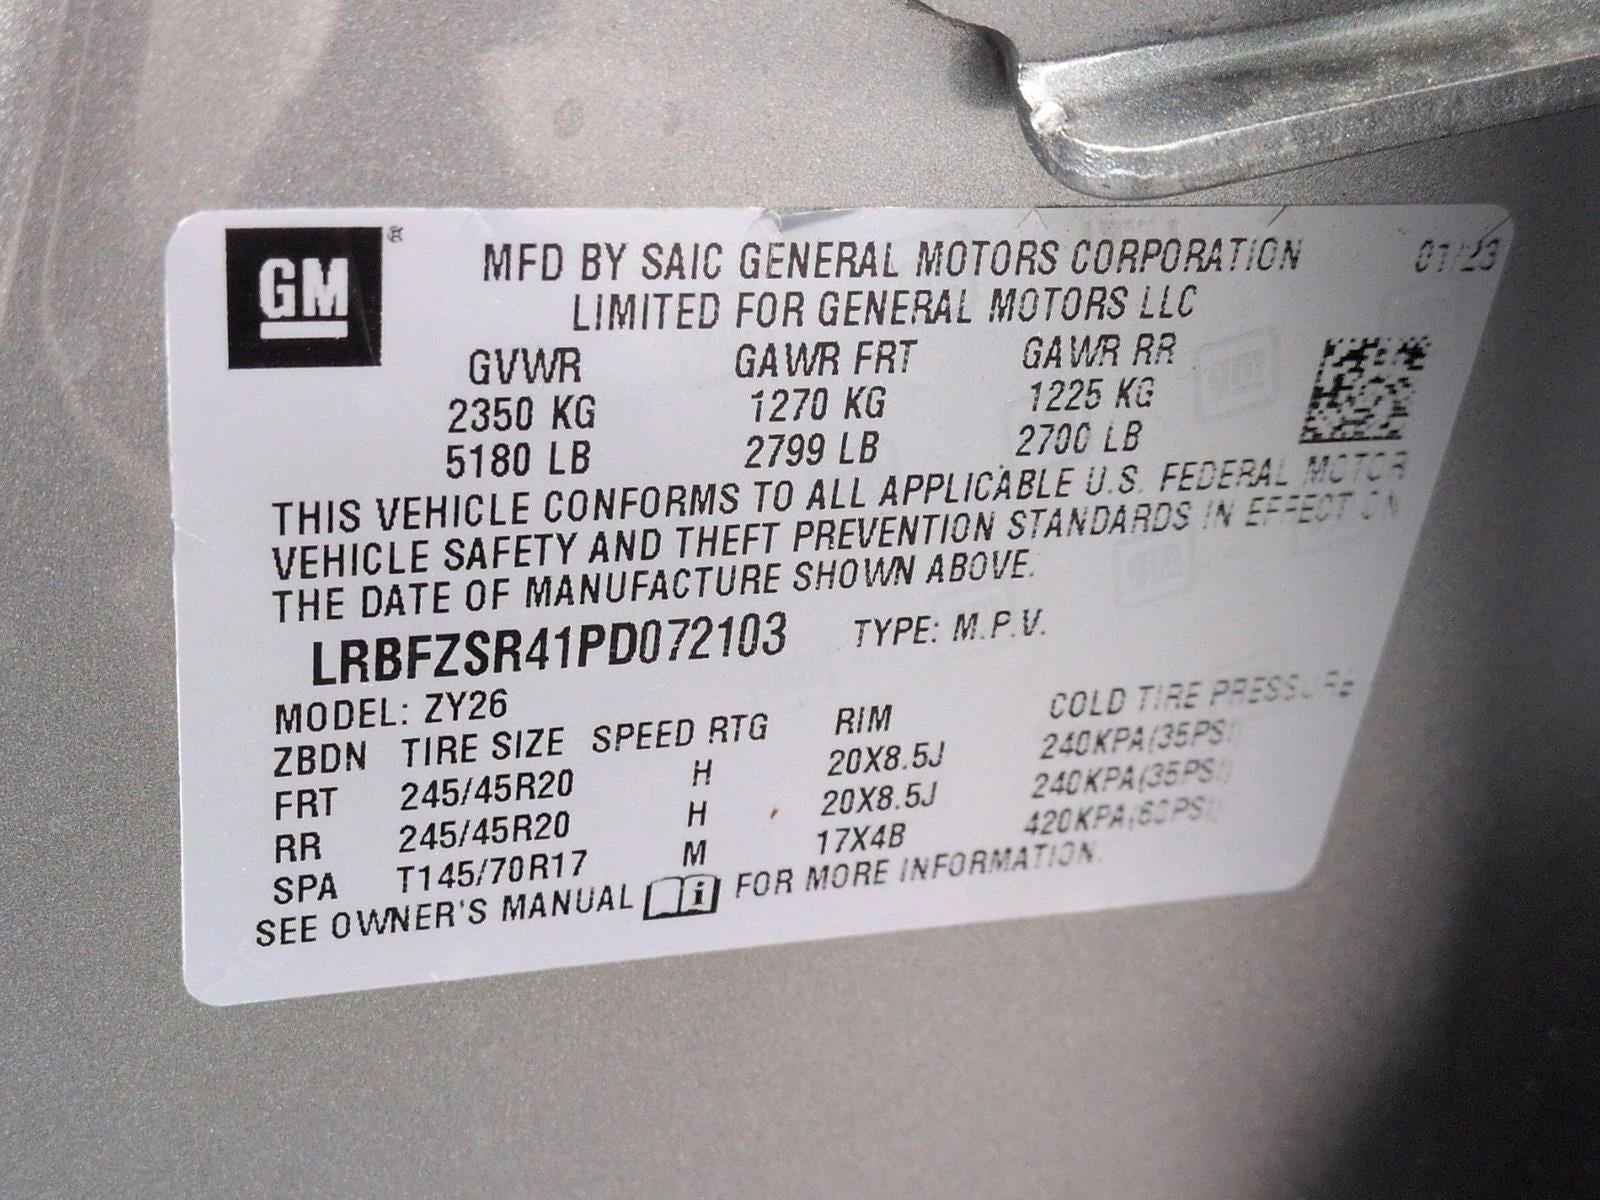 GM ®
MFD BY SAIC GENERAL MOTORS CORPORATION 01/23
LIMITED FOR GENERAL MOTORS LLC
GVWR GAWR FRT GAWR RR
2350 KG 1270 KG 1225 KG
5180 LB 2799 LB 2700 LB
THIS VEHICLE CONFORMS TO ALL APPLICABLE U.S. FEDERAL MOTOR
VEHICLE SAFETY AND THEFT PREVENTION STANDARDS IN EFFECT ON
THE DATE OF MANUFACTURE SHOWN ABOVE.
LRBFZSR41PD072103 TYPE: M.P.V.
MODEL: ZY26
ZBDN TIRE SIZE SPEED RTG RIM COLD TIRE PRESSURE
FRT 245/45R20 H 20X8.5J 240KPA(35PSI)
RR 245/45R20 H 20X8.5J 240KPA(35PSI)
SPA T145/70R17 M 17X4B 420KPA(60PSI)
SEE OWNER'S MANUAL i FOR MORE INFORMATION.